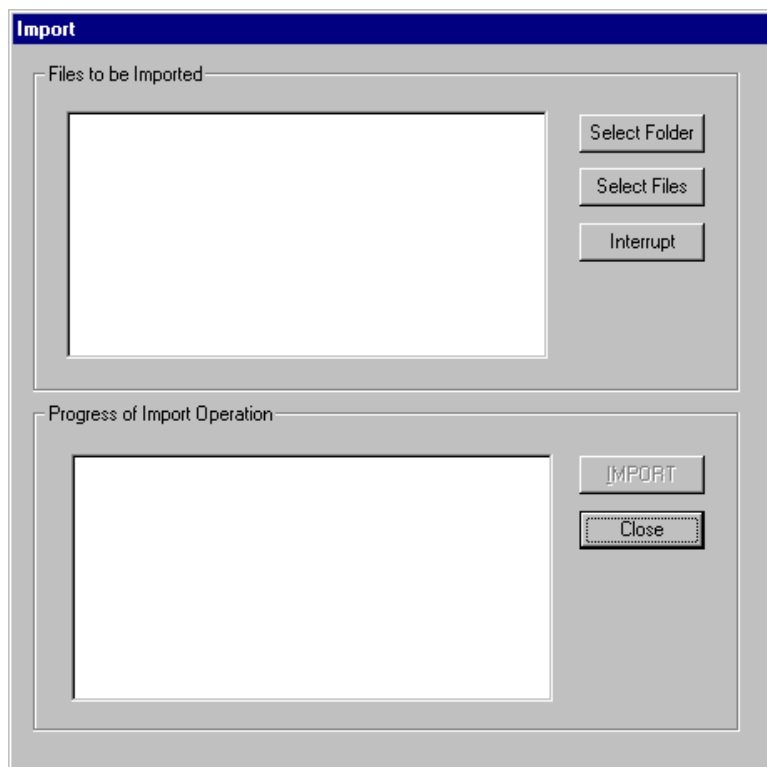 Import
Files to be Imported
Select Folder
Select Files
Interrupt
Progress of Import Operation
IMPORT
Close